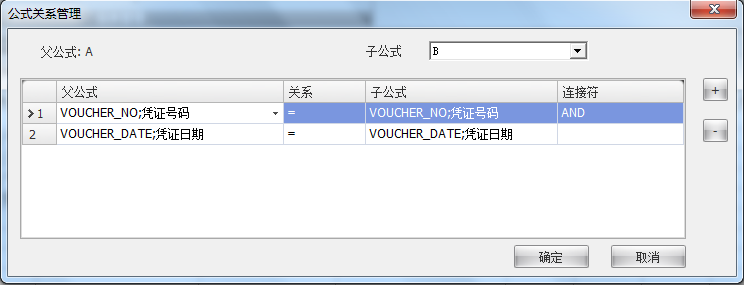 公式关系管理
父公式: A 子公式 B
父公式 关系 子公式 连接符
1 VOUCHER_NO;凭证号码 = VOUCHER_NO;凭证号码 AND
2 VOUCHER_DATE;凭证日期 = VOUCHER_DATE;凭证日期
+
-
确定 取消